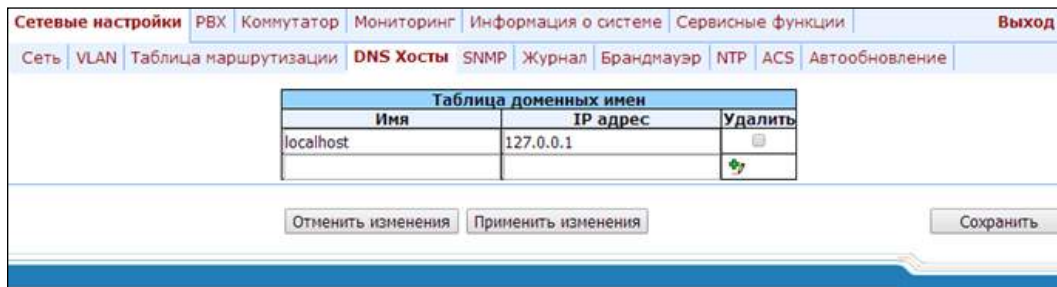 Сетевые настройки PBX Коммутатор Мониторинг Информация о системе Сервисные функции Выход
Сеть VLAN Таблица маршрутизации DNS Хосты SNMP Журнал Брандмауэр NTP ACS Автообновление
Таблица доменных имен
Имя IP адрес Удалить
localhost 127.0.0.1
Отменить изменения Применить изменения Сохранить